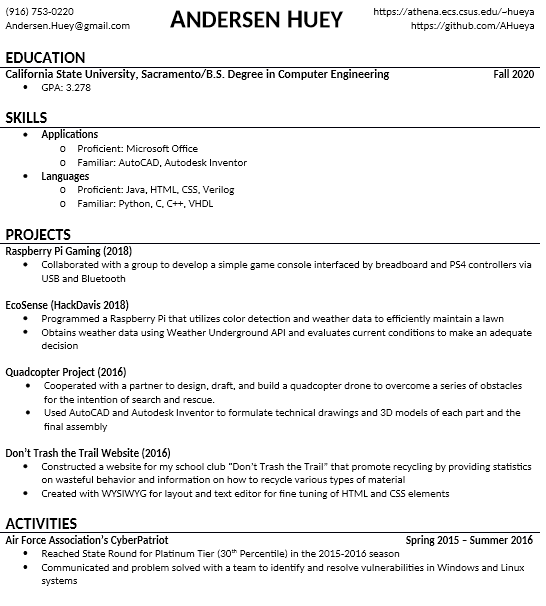 (916) 753-0220
Andersen.Huey@gmail.com
ANDERSEN HUEY
https://athena.ecs.csus.edu/~hueya
https://github.com/AHueya
EDUCATION
California State University, Sacramento/B.S. Degree in Computer Engineering Fall 2020
• GPA: 3.278
SKILLS
• Applications
o Proficient: Microsoft Office
o Familiar: AutoCAD, Autodesk Inventor
• Languages
o Proficient: Java, HTML, CSS, Verilog
o Familiar: Python, C, C++, VHDL
PROJECTS
Raspberry Pi Gaming (2018)
• Collaborated with a group to develop a simple game console interfaced by breadboard and PS4 controllers via
USB and Bluetooth
EcoSense (HackDavis 2018)
• Programmed a Raspberry Pi that utilizes color detection and weather data to efficiently maintain a lawn
• Obtains weather data using Weather Underground API and evaluates current conditions to make an adequate
decision
Quadcopter Project (2016)
• Cooperated with a partner to design, draft, and build a quadcopter drone to overcome a series of obstacles
for the intention of search and rescue.
• Used AutoCAD and Autodesk Inventor to formulate technical drawings and 3D models of each part and the
final assembly
Don't Trash the Trail Website (2016)
• Constructed a website for my school club "Don't Trash the Trail" that promote recycling by providing statistics
on wasteful behavior and information on how to recycle various types of material
• Created with WYSIWYG for layout and text editor for fine tuning of HTML and CSS elements
ACTIVITIES
Air Force Association's CyberPatriot Spring 2015 – Summer 2016
• Reached State Round for Platinum Tier (30th Percentile) in the 2015-2016 season
• Communicated and problem solved with a team to identify and resolve vulnerabilities in Windows and Linux
systems